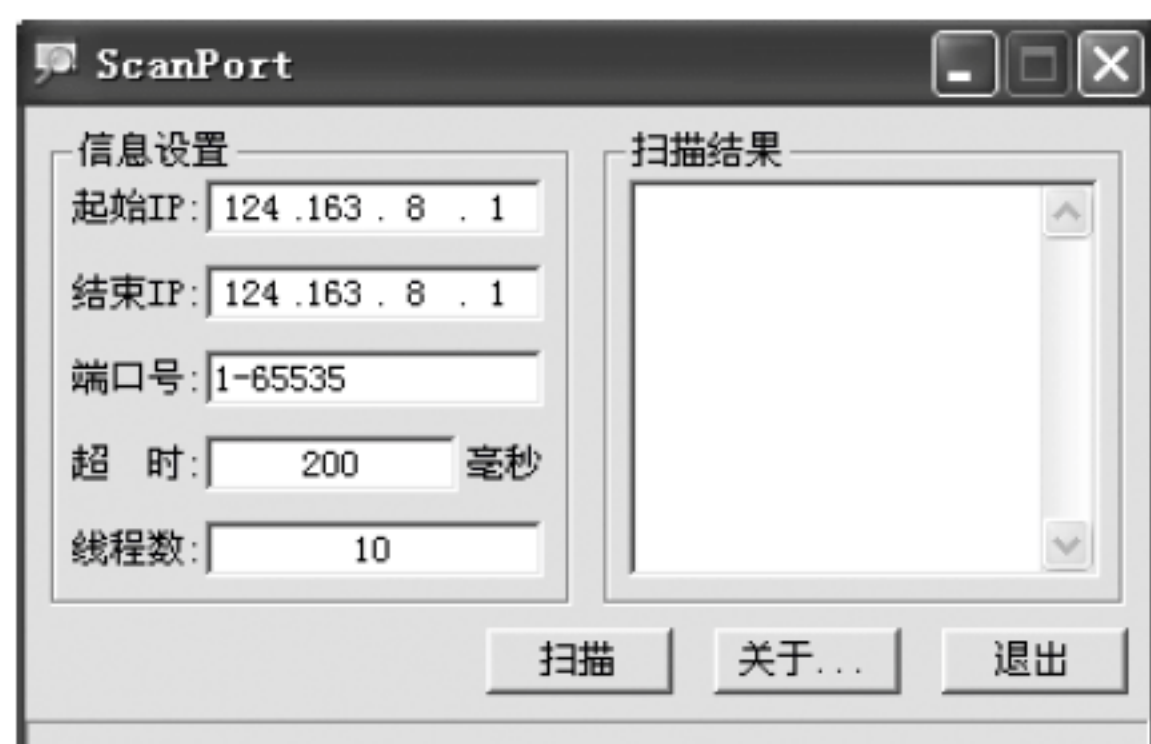 ScanPort
信息设置
起始IP: 124 .163 . 8 . 1
结束IP: 124 .163 . 8 . 1
端口号: 1-65535
超 时: 200 毫秒
线程数: 10
扫描结果
扫描 关于... 退出